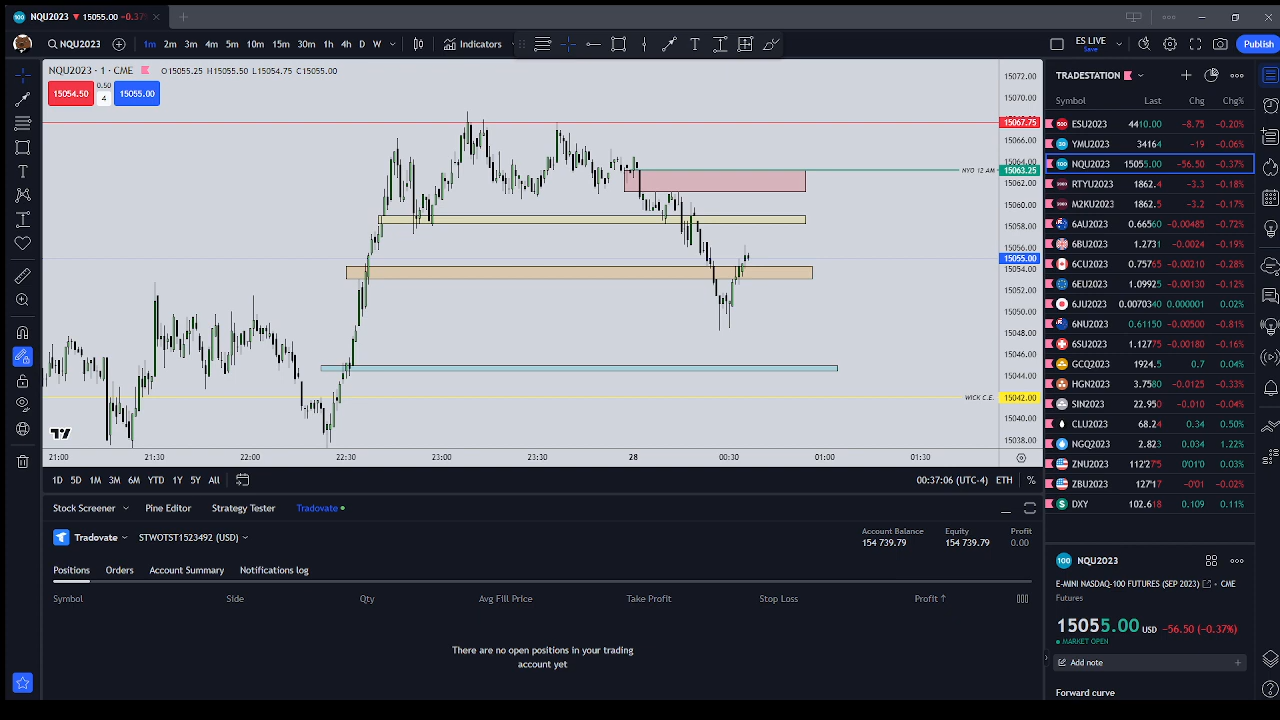 NQU2023 ▼ 15055.00 −0.37%
NQU2023 1m 2m 3m 4m 5m 10m 15m 30m 1h 4h D W Indicators ES LIVE Save Publish
NQU2023 · 1 · CME O15055.25 H15055.50 L15054.75 C15055.00
15054.50 0.50 4 15055.00
15072.00
15070.00
15067.75
15066.00
15064.00
NYO 12 AM 15063.25
15062.00
15060.00
15058.00
15056.00
15055.00
15054.00
15052.00
15050.00
15048.00
15046.00
15044.00
WICK C.E. 15042.00
15040.00
15038.00
21:00 21:30 22:00 22:30 23:00 23:30 28 00:30 01:00 01:30
1D 5D 1M 3M 6M YTD 1Y 5Y All 00:37:06 (UTC-4) ETH %
Stock Screener Pine Editor Strategy Tester Tradovate
Tradovate STWOTST1523492 (USD)
Account Balance Equity Profit
154 739.79 154 739.79 0.00
Positions Orders Account Summary Notifications log
Symbol Side Qty Avg Fill Price Take Profit Stop Loss Profit ↑
There are no open positions in your trading
account yet
TRADESTATION
Symbol Last Chg Chg%
ESU2023 4410.00 −8.75 −0.20%
YMU2023 34164 −19 −0.06%
NQU2023 15055.00 −56.50 −0.37%
RTYU2023 1862.4 −3.3 −0.18%
M2KU2023 1862.5 −3.2 −0.17%
6AU2023 0.66560 −0.00485 −0.72%
6BU2023 1.2731 −0.0024 −0.19%
6CU2023 0.75765 −0.00210 −0.28%
6EU2023 1.09925 −0.00130 −0.12%
6JU2023 0.0070340 0.000001 0.02%
6NU2023 0.61150 −0.00500 −0.81%
6SU2023 1.12775 −0.00180 −0.16%
GCQ2023 1924.5 0.7 0.04%
HGN2023 3.7580 −0.0125 −0.33%
SIN2023 22.950 −0.010 −0.04%
CLU2023 68.24 0.34 0.50%
NGQ2023 2.823 0.034 1.22%
ZNU2023 112'27'5 0'01'0 0.03%
ZBU2023 127'17 −0'01 −0.02%
DXY 102.618 0.109 0.11%
NQU2023
E-MINI NASDAQ-100 FUTURES (SEP 2023) · CME
Futures
15055.00 USD −56.50 (−0.37%)
MARKET OPEN
Add note
Forward curve